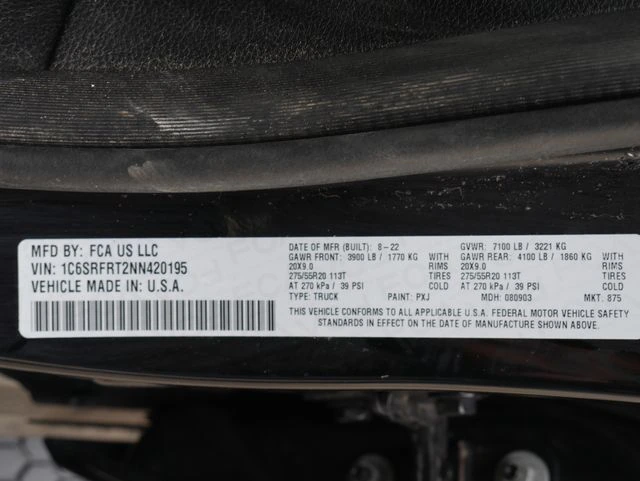 MFD BY: FCA US LLC
VIN: 1C6SRFRT2NN420195
VEHICLE MADE IN: U.S.A.
DATE OF MFR (BUILT): 8-22
GAWR FRONT: 3900 LB / 1770 KG WITH
20X9.0 RIMS
275/55R20 113T TIRES
AT 270 kPa / 39 PSI COLD
GVWR: 7100 LB / 3221 KG
GAWR REAR: 4100 LB / 1860 KG WITH
20X9.0 RIMS
275/55R20 113T TIRES
AT 270 kPa / 39 PSI COLD
TYPE: TRUCK PAINT: PXJ MDH: 080903 MKT: 875
THIS VEHICLE CONFORMS TO ALL APPLICABLE U.S.A. FEDERAL MOTOR VEHICLE SAFETY
STANDARDS IN EFFECT ON THE DATE OF MANUFACTURE SHOWN ABOVE.